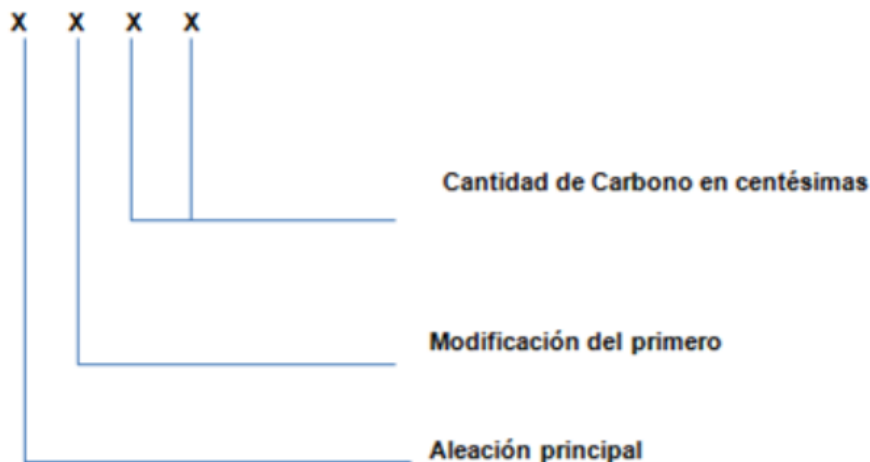 X X X X
Cantidad de Carbono en centésimas
Modificación del primero
Aleación principal